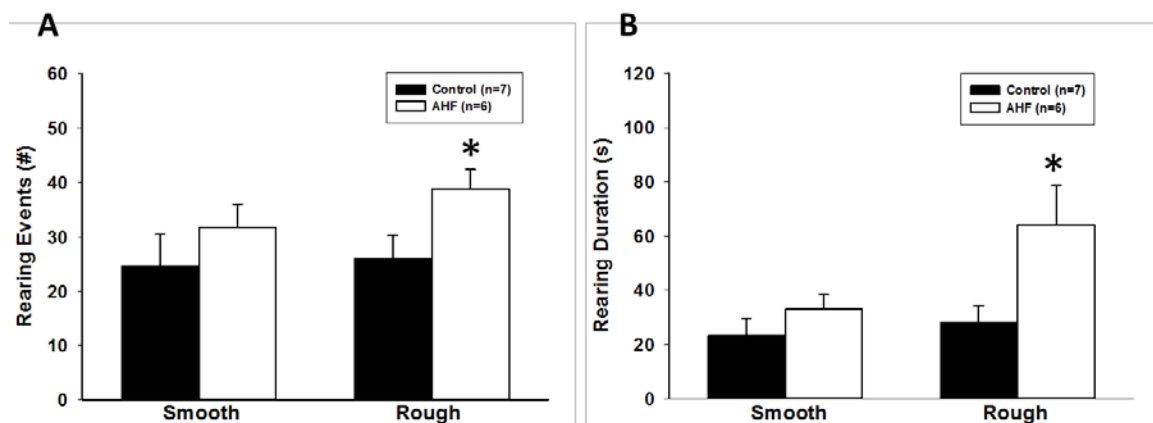 A
60
50
40
30
20
10
0
Rearing Events (#)
Control (n=7)
AHF (n=6)
*
Smooth Rough
B
120
100
80
60
40
20
0
Rearing Duration (s)
Control (n=7)
AHF (n=6)
*
Smooth Rough